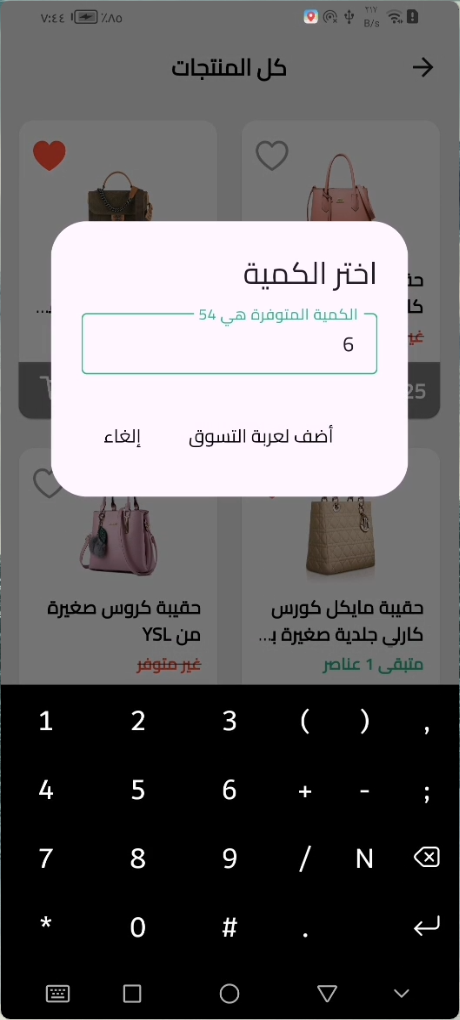 ٧:٤٤ ٪٨٥ ٣١٧ B/s
كل المنتجات
اختر الكمية
الكمية المتوفرة هي 54
6
أضف لعربة التسوق إلغاء
25
حقيبة مايكل كورس
كارلي جلدية صغيرة بـ...
متبقى 1 عناصر
حقيبة كروس صغيرة
من YSL
غير متوفر
1 2 3 ( ) ,
4 5 6 + - ;
7 8 9 / N
* 0 # .